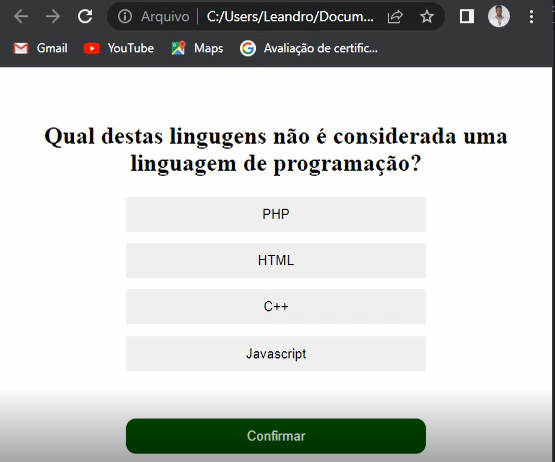 Arquivo C:/Users/Leandro/Docum...
Gmail YouTube Maps Avaliação de certific...
Qual destas lingugens não é considerada uma
linguagem de programação?
PHP
HTML
C++
Javascript
Confirmar